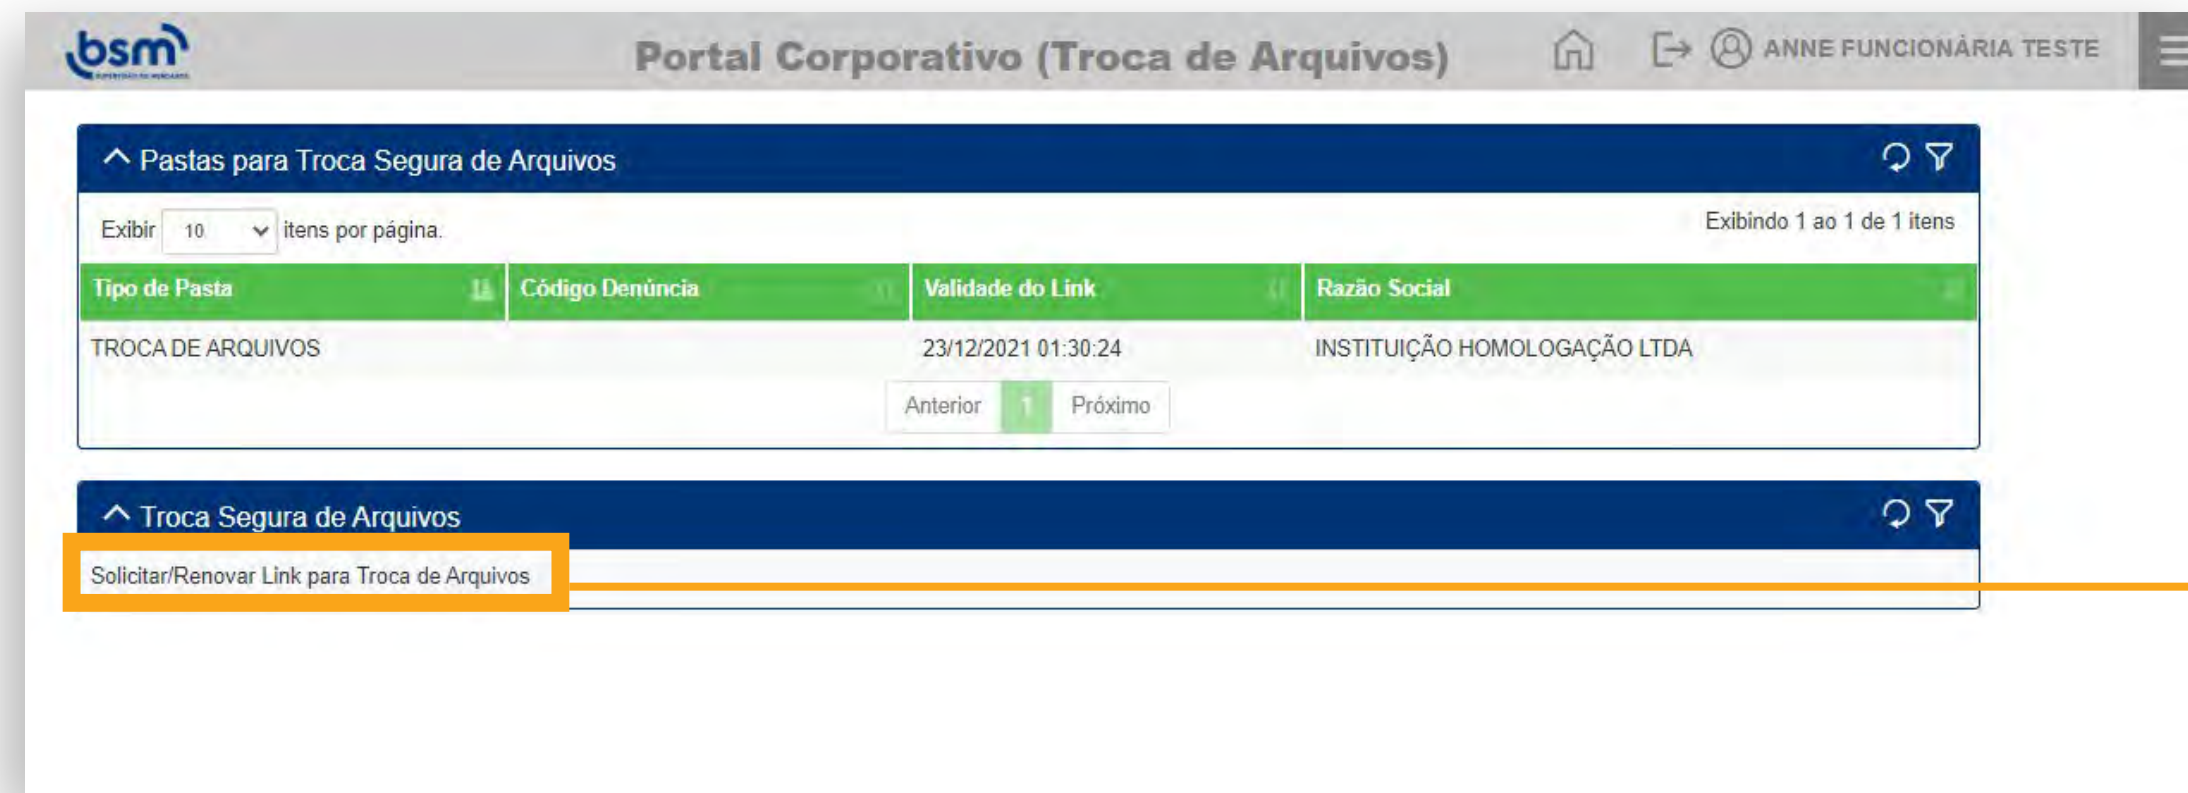 bsm
SUPERVISÃO DE MERCADOS
Portal Corporativo (Troca de Arquivos)
ANNE FUNCIONÁRIA TESTE
Pastas para Troca Segura de Arquivos
Exibir 10 itens por página.
Exibindo 1 ao 1 de 1 itens
Tipo de Pasta Código Denúncia Validade do Link Razão Social
TROCA DE ARQUIVOS 23/12/2021 01:30:24 INSTITUIÇÃO HOMOLOGAÇÃO LTDA
Anterior 1 Próximo
Troca Segura de Arquivos
Solicitar/Renovar Link para Troca de Arquivos